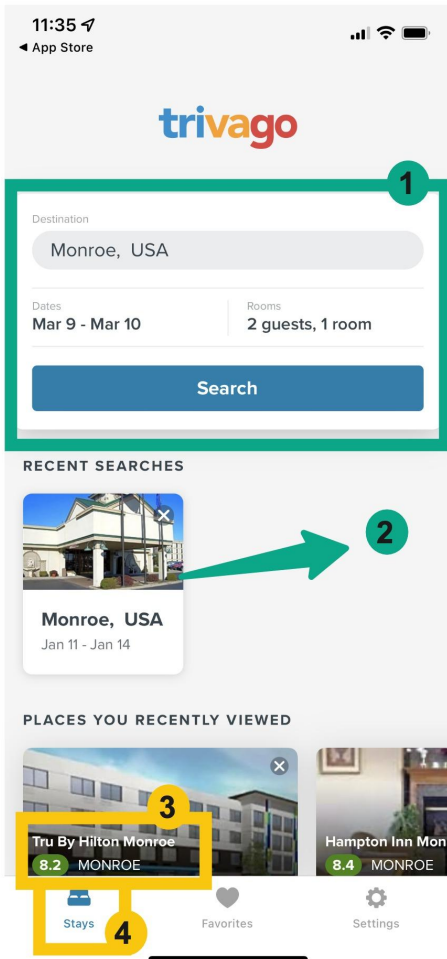 11:35
◀ App Store
trivago
1
Destination
Monroe, USA
Dates
Rooms
Mar 9 - Mar 10
2 guests, 1 room
Search
RECENT SEARCHES
2
Monroe, USA
Jan 11 - Jan 14
PLACES YOU RECENTLY VIEWED
3
Tru By Hilton Monroe
8.2 MONROE
Hampton Inn Mon
8.4 MONROE
Stays
Favorites
Settings
4